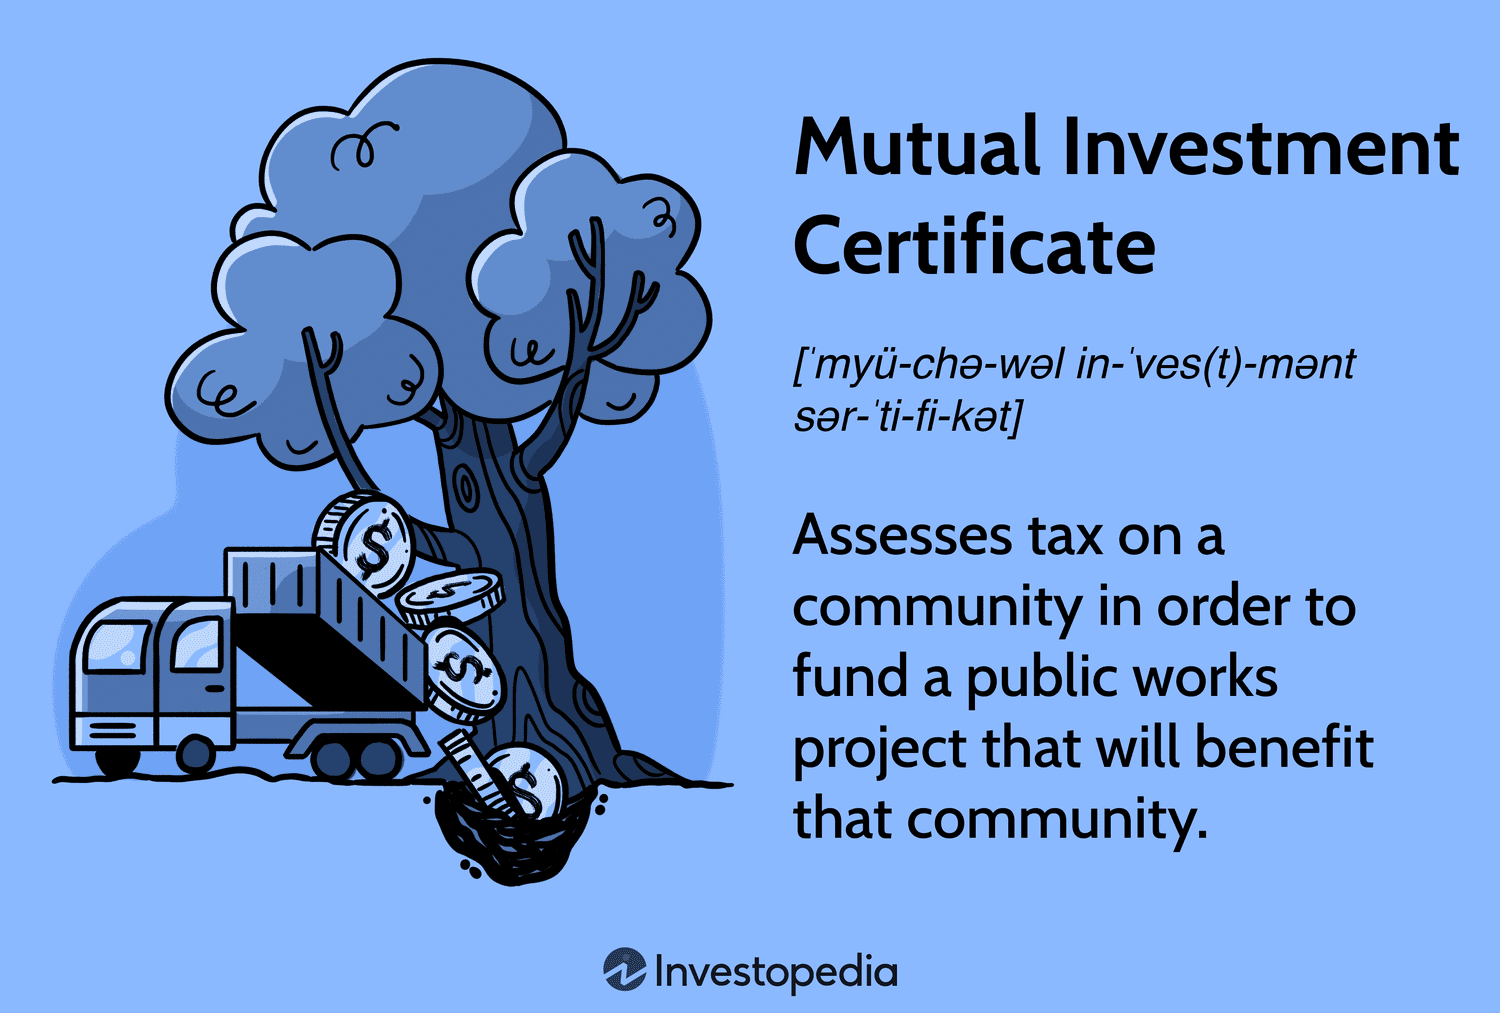 Mutual Investment
Certificate
[ˈmyü-chə-wəl in-ˈves(t)-mənt
sər-ˈti-fi-kət]
Assesses tax on a
community in order to
fund a public works
project that will benefit
that community.
$
$
$
$
Investopedia